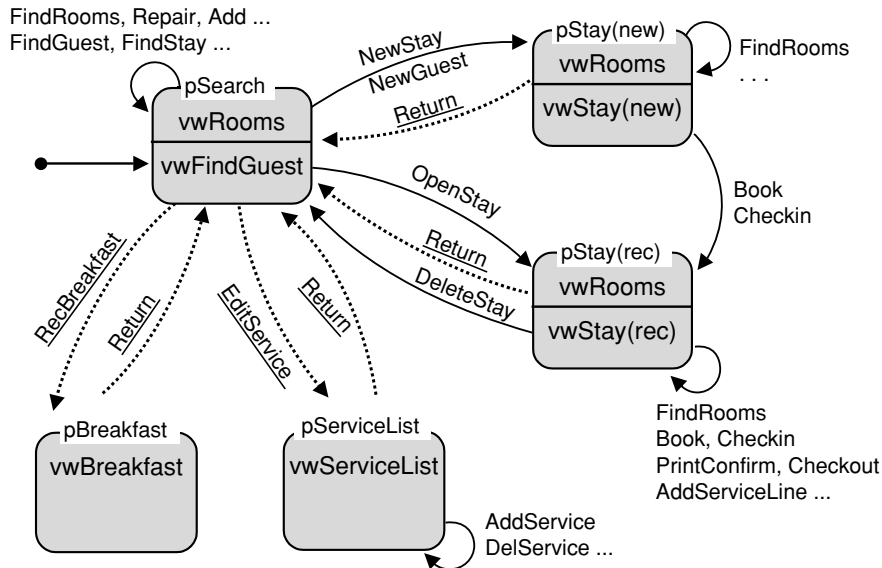 FindRooms, Repair, Add ...
FindGuest, FindStay ...
pSearch
vwRooms
vwFindGuest
NewStay
NewGuest
Return
pStay(new)
vwRooms
vwStay(new)
FindRooms
. . .
Book
Checkin
OpenStay
Return
DeleteStay
pStay(rec)
vwRooms
vwStay(rec)
FindRooms
Book, Checkin
PrintConfirm, Checkout
AddServiceLine ...
RecBreakfast
Return
EditService
Return
pBreakfast
vwBreakfast
pServiceList
vwServiceList
AddService
DelService ...